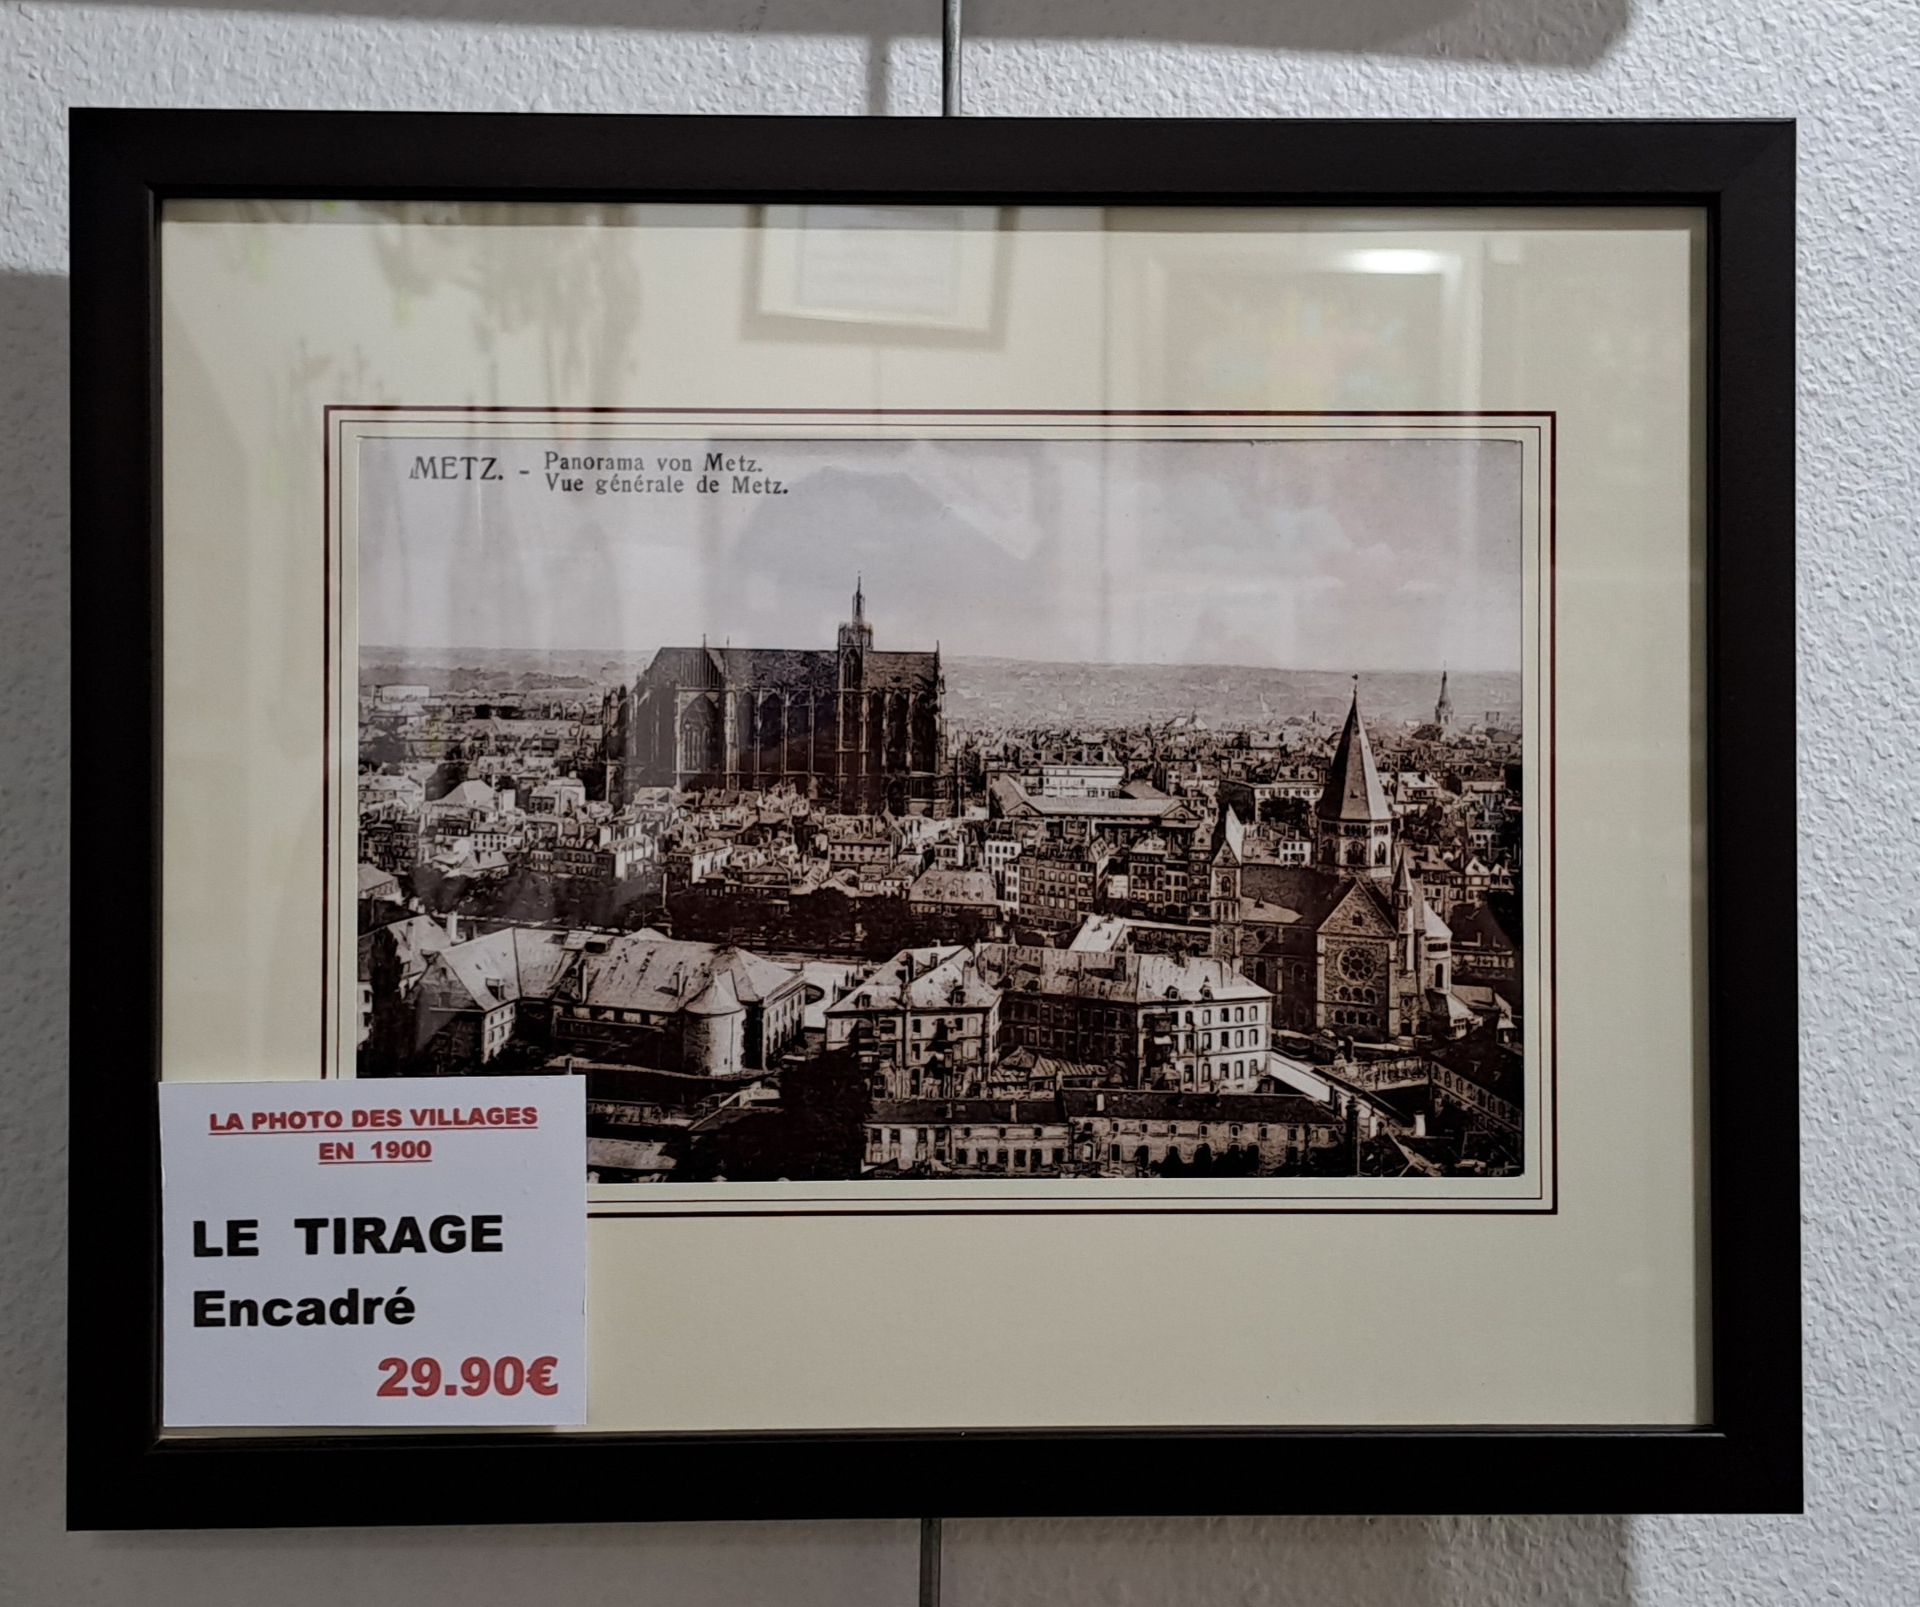 METZ. - Panorama von Metz.
Vue générale de Metz.
LA PHOTO DES VILLAGES
EN 1900
LE TIRAGE
Encadré
29.90€